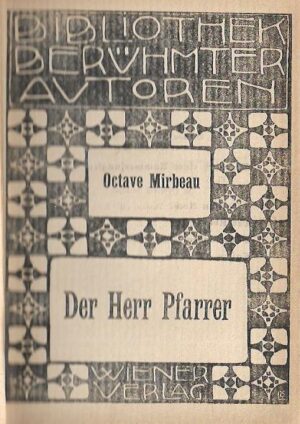 BIBLIOTHEK
BERÜHMTER
AUTOREN
Octave Mirbeau
Der Herr Pfarrer
WIENER
VERLAG